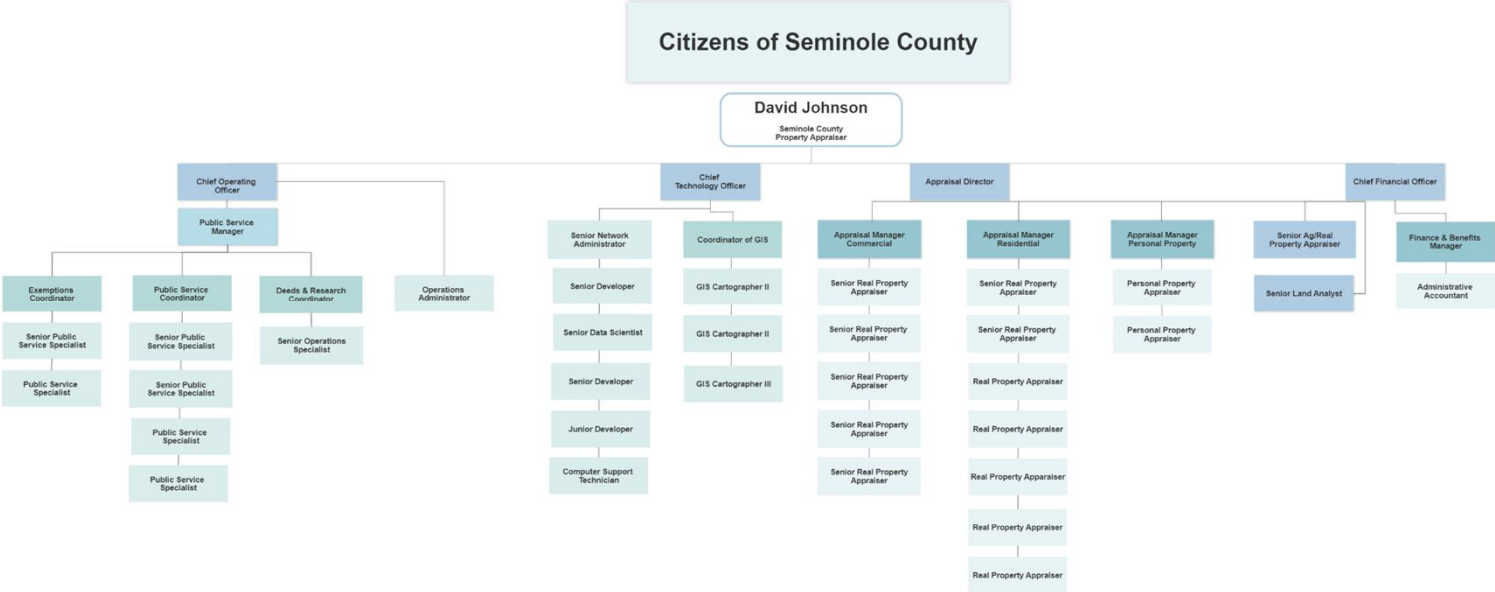 Citizens of Seminole County
David Johnson
Seminole County
Property Appraiser
Chief Operating
Officer
Chief
Technology Officer
Appraisal Director
Chief Financial Officer
Public Service
Manager
Exemptions
Coordinator
Senior Public
Service Specialist
Public Service
Specialist
Public Service
Coordinator
Senior Public
Service Specialist
Senior Public
Service Specialist
Public Service
Specialist
Public Service
Specialist
Deeds & Research
Coordinator
Senior Operations
Specialist
Operations
Administrator
Senior Network
Administrator
Senior Developer
Senior Data Scientist
Senior Developer
Junior Developer
Computer Support
Technician
Coordinator of GIS
GIS Cartographer II
GIS Cartographer II
GIS Cartographer III
Appraisal Manager
Commercial
Senior Real Property
Appraiser
Senior Real Property
Appraiser
Senior Real Property
Appraiser
Senior Real Property
Appraiser
Senior Real Property
Appraiser
Appraisal Manager
Residential
Senior Real Property
Appraiser
Senior Real Property
Appraiser
Real Property Appraiser
Real Property Appraiser
Real Property Apparaiser
Real Property Appraiser
Real Property Appraiser
Appraisal Manager
Personal Property
Personal Property
Appraiser
Personal Property
Appraiser
Senior Ag/Real
Property Appraiser
Senior Land Analyst
Finance & Benefits
Manager
Administrative
Accountant